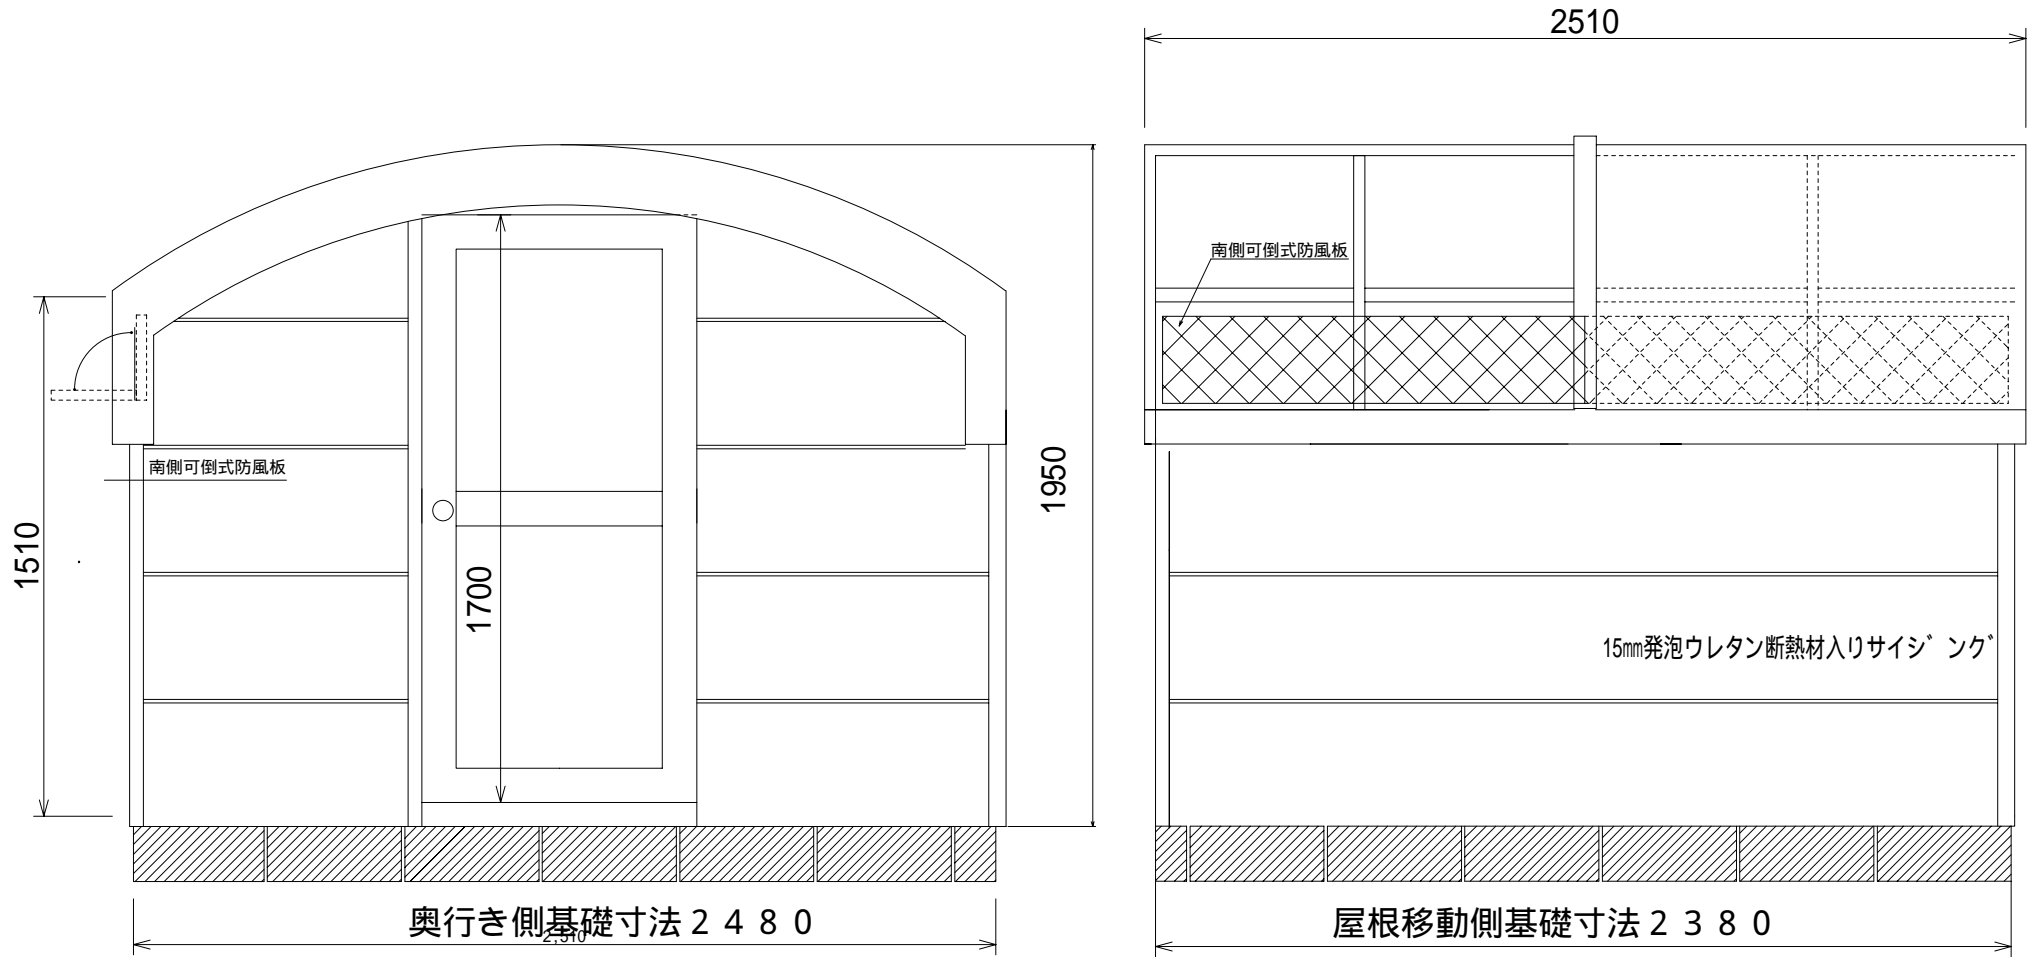 2510
南側可倒式防風板
1950
南側可倒式防風板
1510
1700
15mm発泡ウレタン断熱材入りサイジング
奥行き側基礎寸法2480
2,510
屋根移動側基礎寸法2380